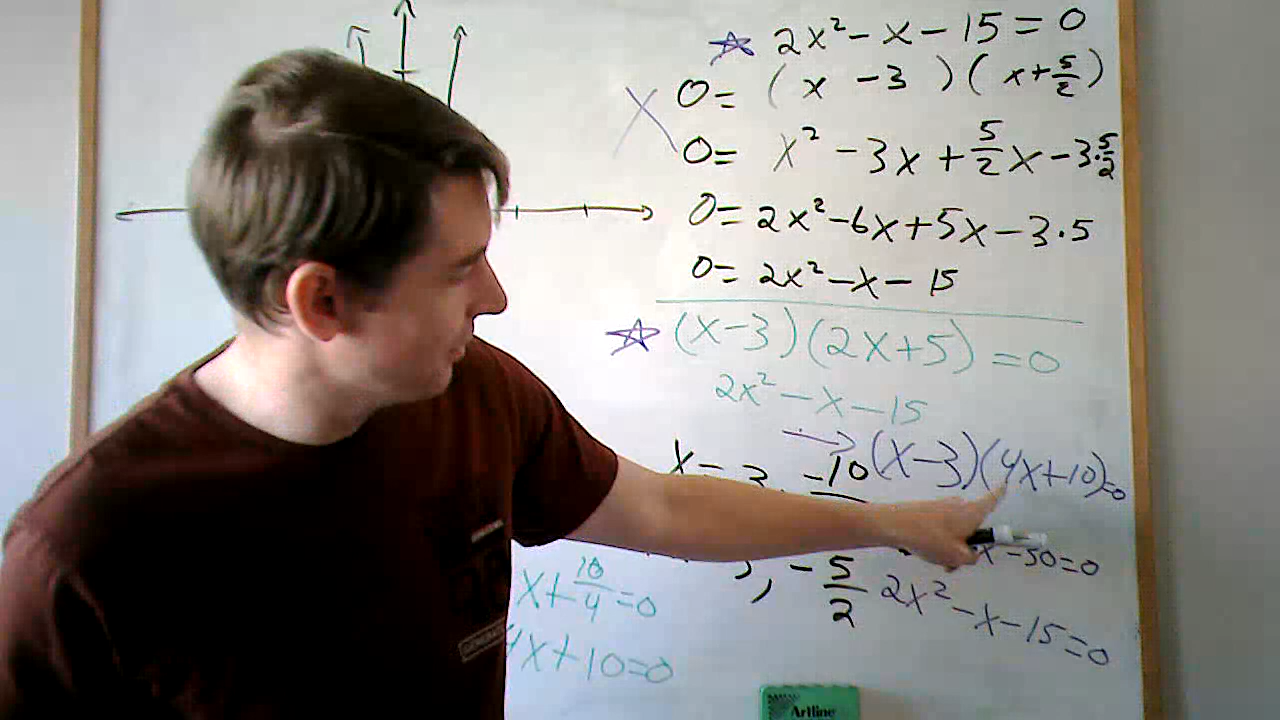 2x² - x - 15 = 0
0 = ( x - 3 ) ( x + 5/2 )
X
0 = x² - 3x + 5/2 x - 3·5/2
0 = 2x² - 6x + 5x - 3·5
0 = 2x² - x - 15
(x - 3)(2x + 5) = 0
2x² - x - 15
(x - 3)(4x + 10) = 0
-10
x - 50 = 0
3, -5/2
2x² - x - 15 = 0
x + 10/4 = 0
4x + 10 = 0
Artline